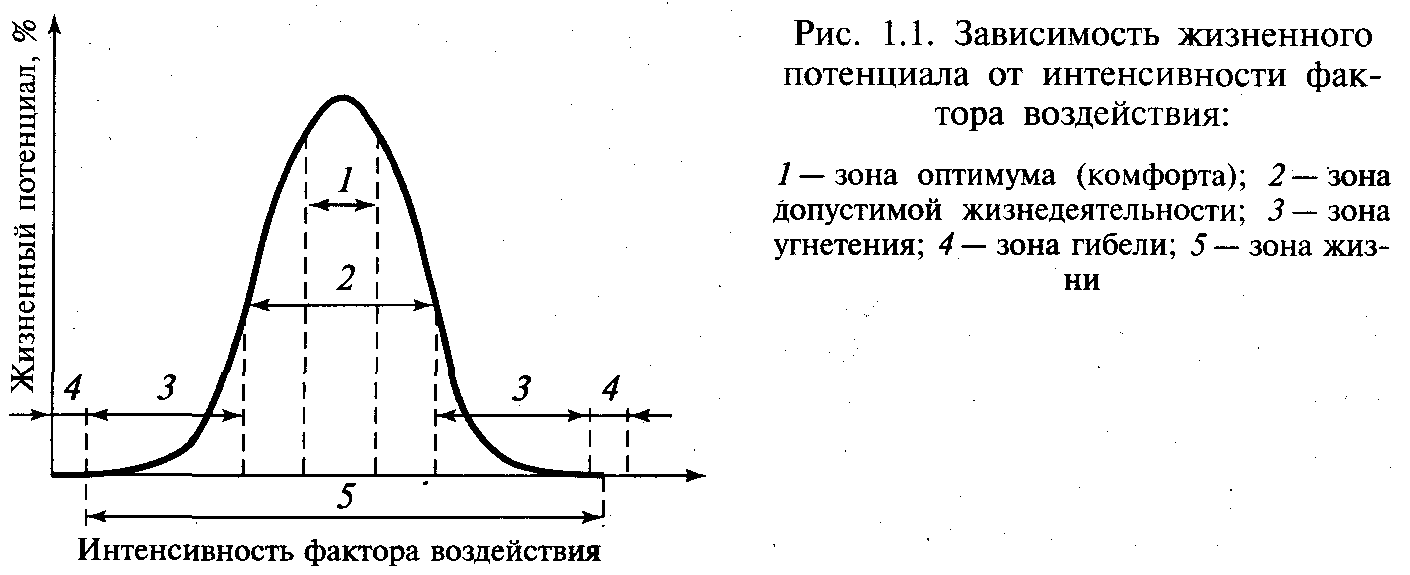 Жизненный потенциал, %
1
2
4
3
3
4
5
Интенсивность фактора воздействия
Рис. 1.1. Зависимость жизненного
потенциала от интенсивности фак-
тора воздействия:
1 — зона оптимума (комфорта); 2 — зона
допустимой жизнедеятельности; 3 — зона
угнетения; 4 — зона гибели; 5 — зона жиз-
ни